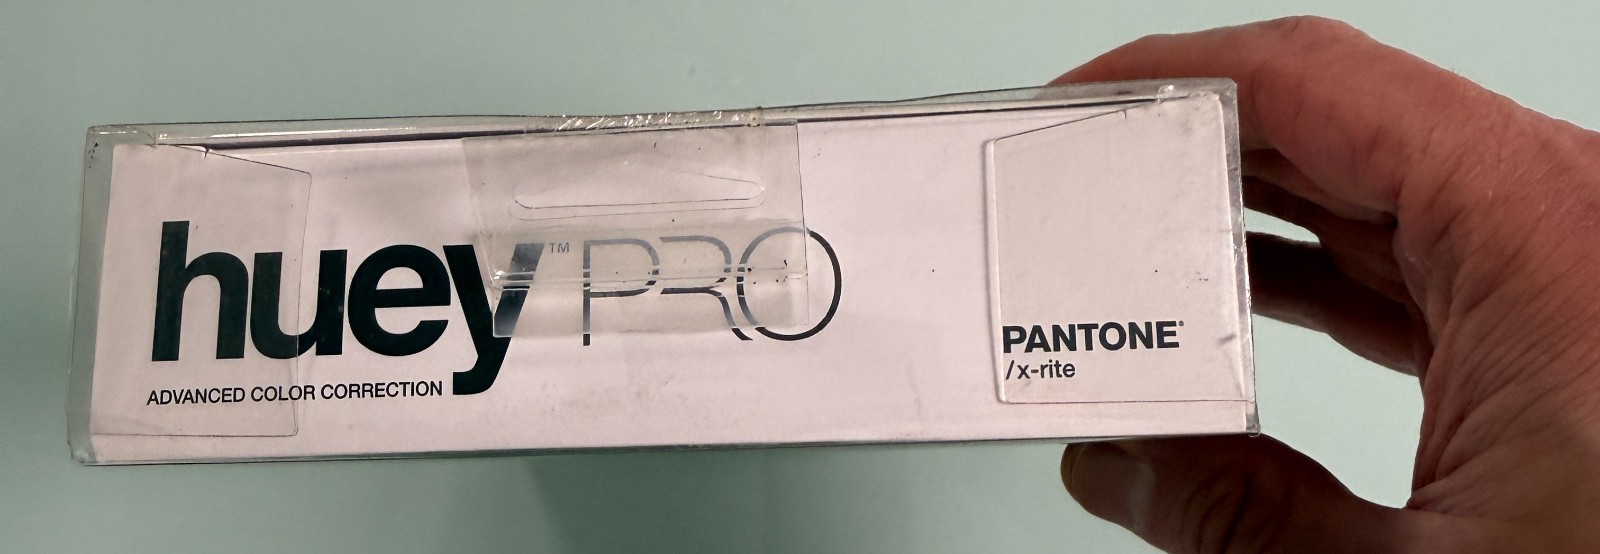 huey™ PRO
ADVANCED COLOR CORRECTION
PANTONE®
/x-rite